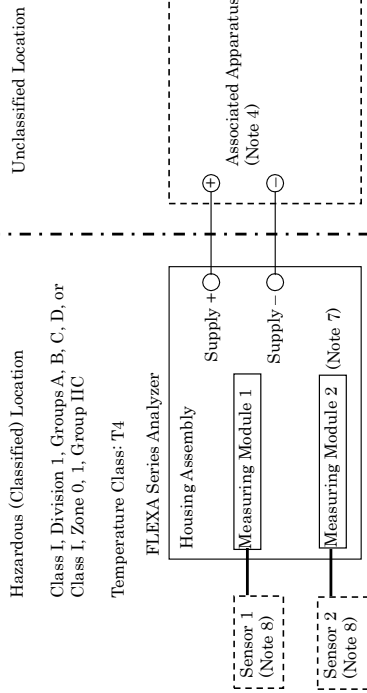 Hazardous (Classified) Location
Unclassified Location
Class I, Division 1, Groups A, B, C, D, or
Class I, Zone 0, 1, Group IIC
Temperature Class: T4
FLEXA Series Analyzer
Housing Assembly
Supply +
+
Associated Apparatus
(Note 4)
Supply –
–
Sensor 1
(Note 8)
Measuring Module 1
Sensor 2
(Note 8)
Measuring Module 2
(Note 7)